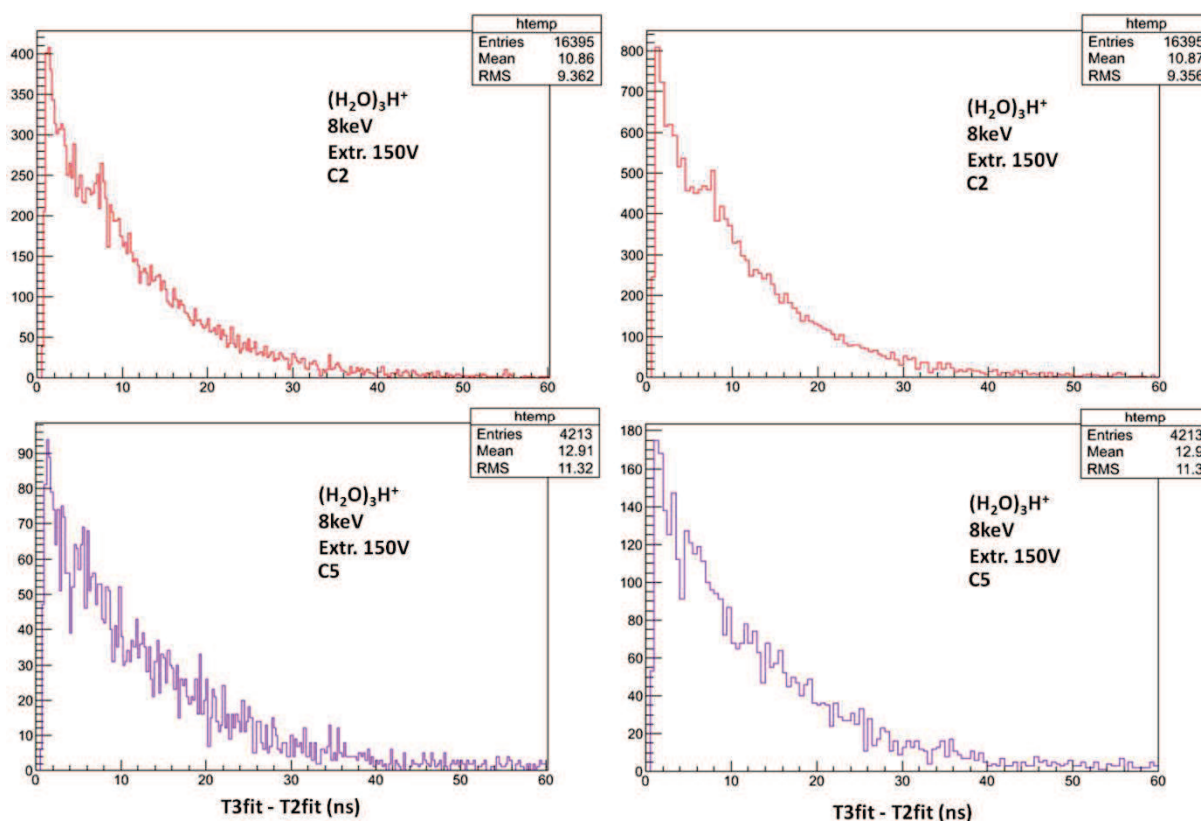 htemp
Entries 16395
Mean 10.86
RMS 9.362
(H₂O)₃H⁺
8keV
Extr. 150V
C2
400
350
300
250
200
150
100
50
0
0 10 20 30 40 50 60
htemp
Entries 16395
Mean 10.87
RMS 9.356
(H₂O)₃H⁺
8keV
Extr. 150V
C2
800
700
600
500
400
300
200
100
0
0 10 20 30 40 50 60
htemp
Entries 4213
Mean 12.91
RMS 11.32
(H₂O)₃H⁺
8keV
Extr. 150V
C5
90
80
70
60
50
40
30
20
10
0
0 10 20 30 40 50 60
T3fit - T2fit (ns)
htemp
Entries 4213
Mean 12.9
RMS 11.3
(H₂O)₃H⁺
8keV
Extr. 150V
C5
180
160
140
120
100
80
60
40
20
0
0 10 20 30 40 50 60
T3fit - T2fit (ns)